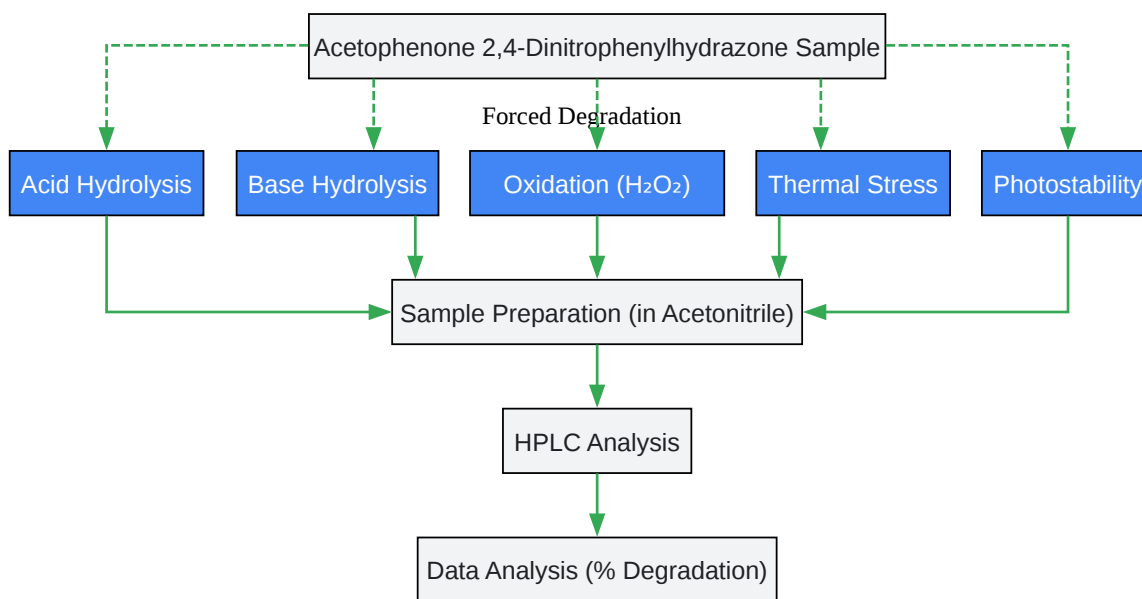 Acetophenone 2,4-Dinitrophenylhydrazone Sample
Forced Degradation
Acid Hydrolysis
Base Hydrolysis
Oxidation (H₂O₂)
Thermal Stress
Photostability
Sample Preparation (in Acetonitrile)
HPLC Analysis
Data Analysis (% Degradation)